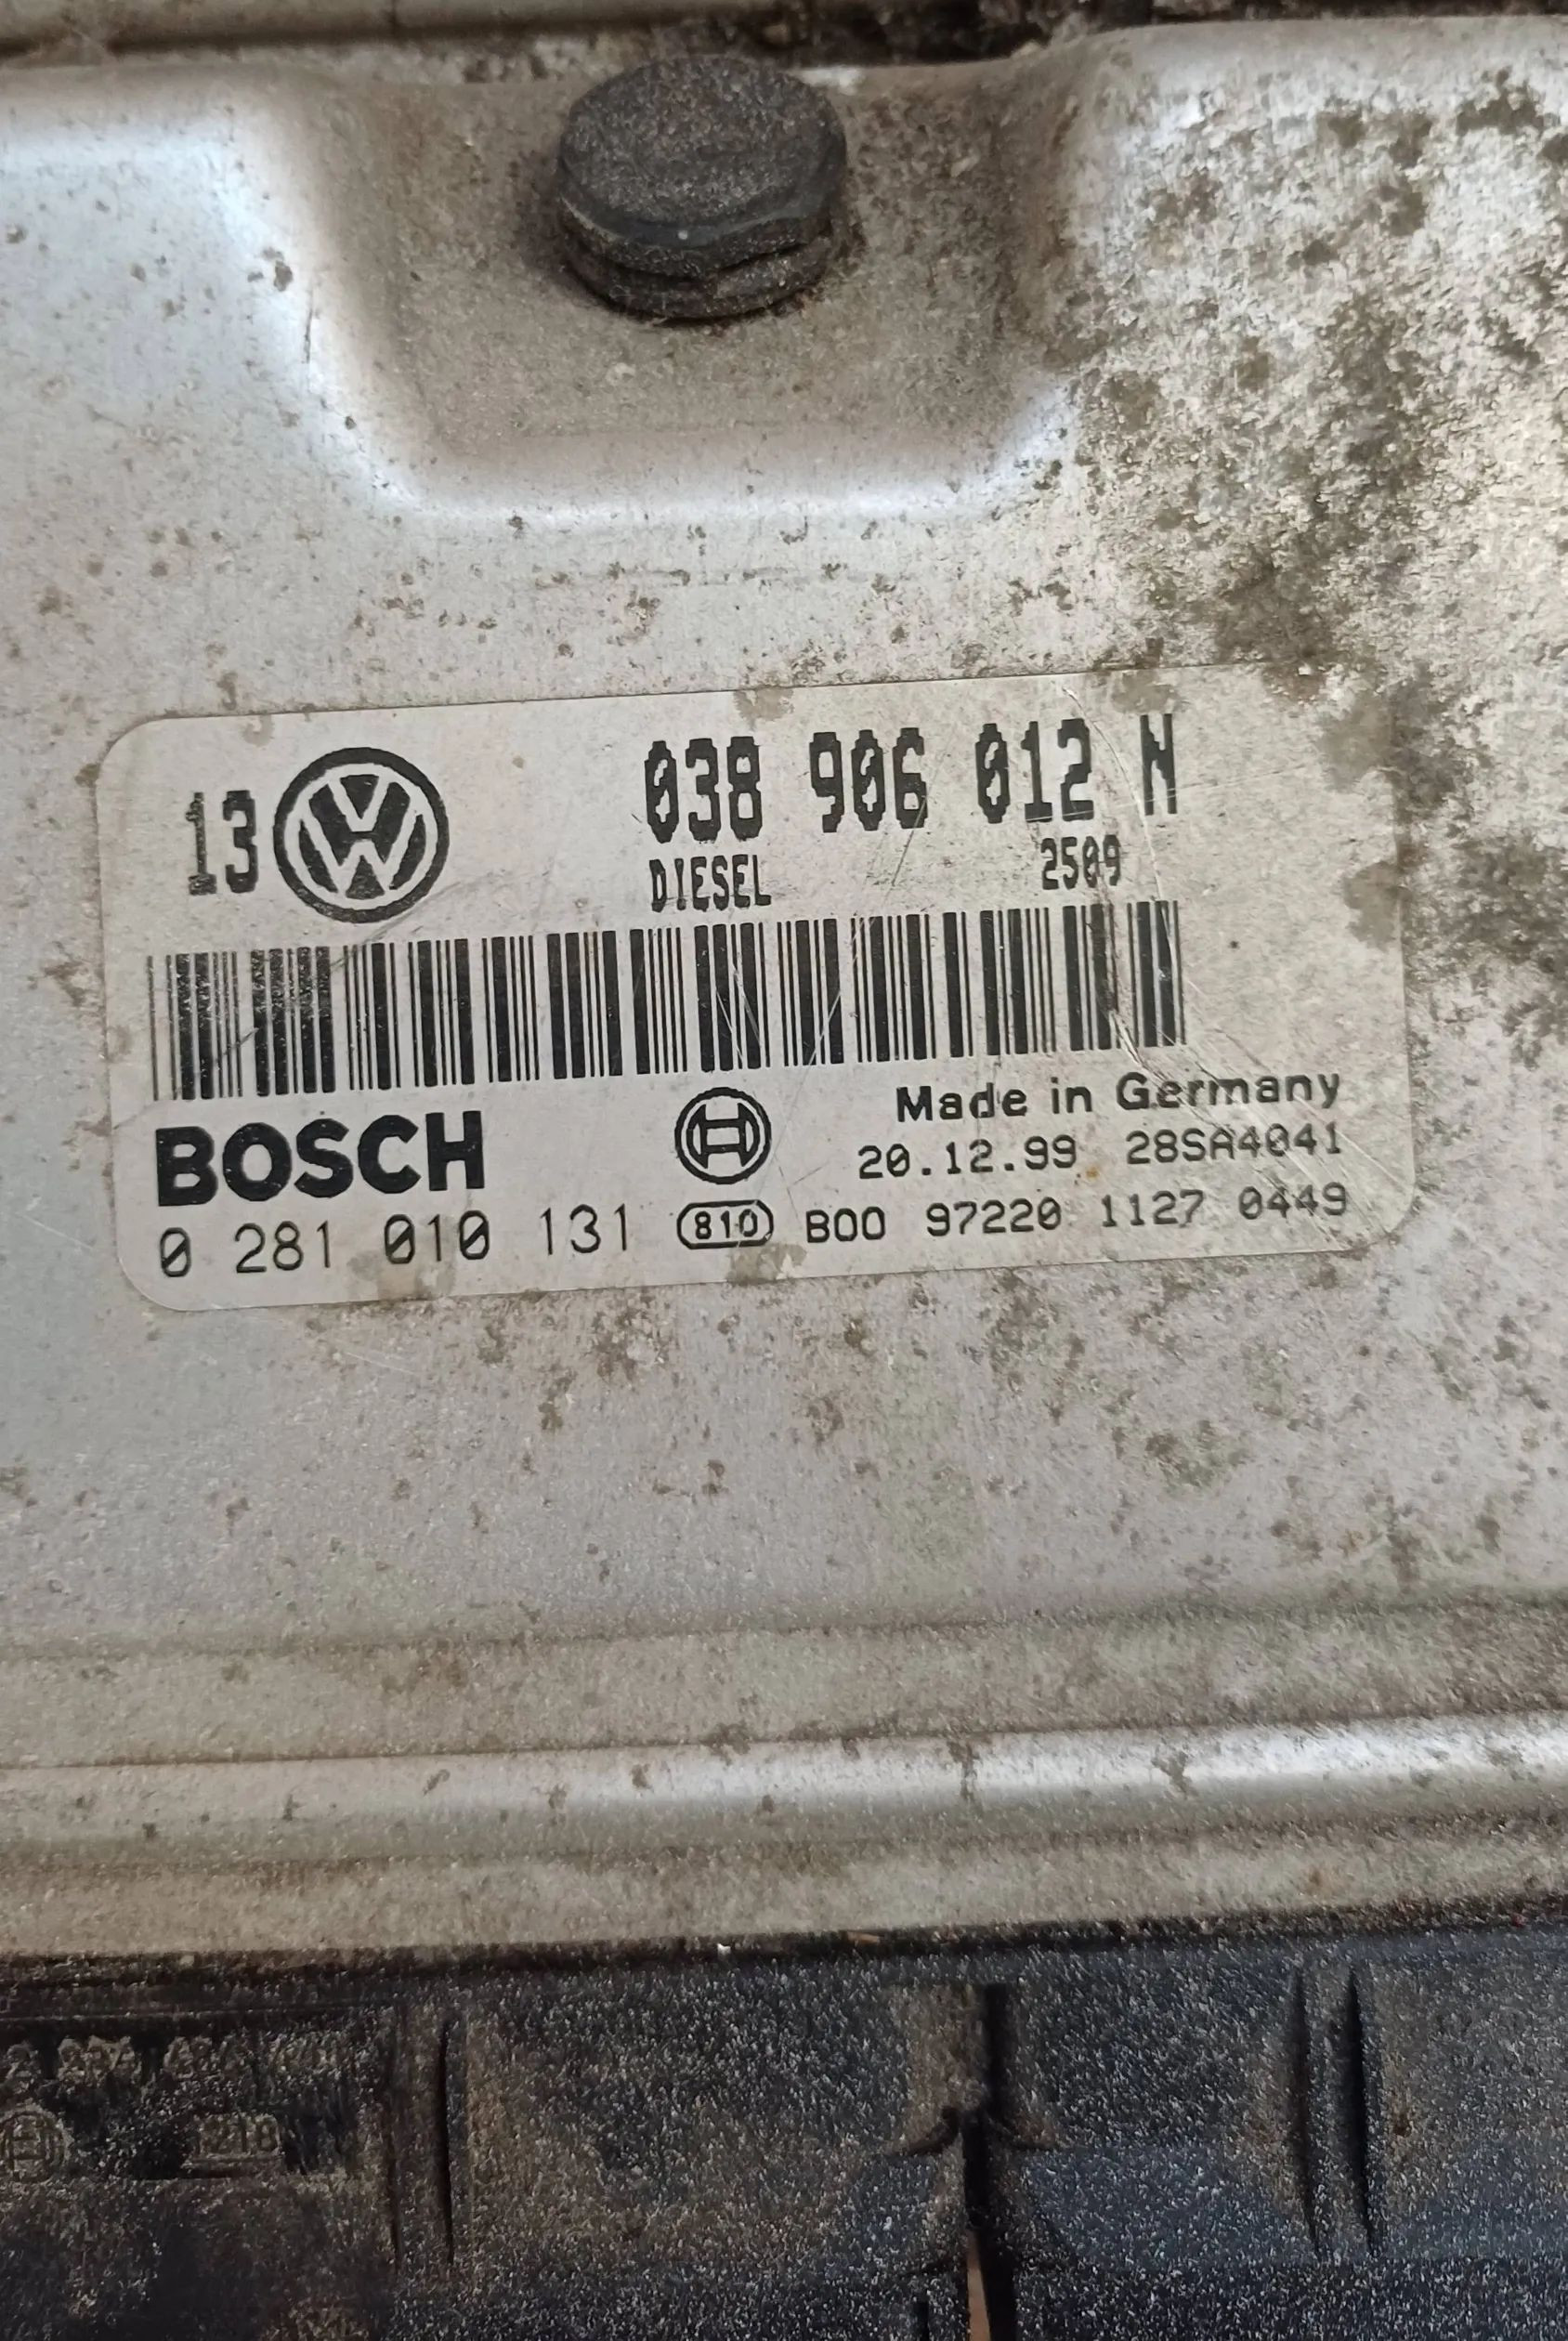 13 038 906 012 N
DIESEL 2509
BOSCH
Made in Germany
20.12.99 28SA4041
0 281 010 131 810 B00 97220 1127 0449